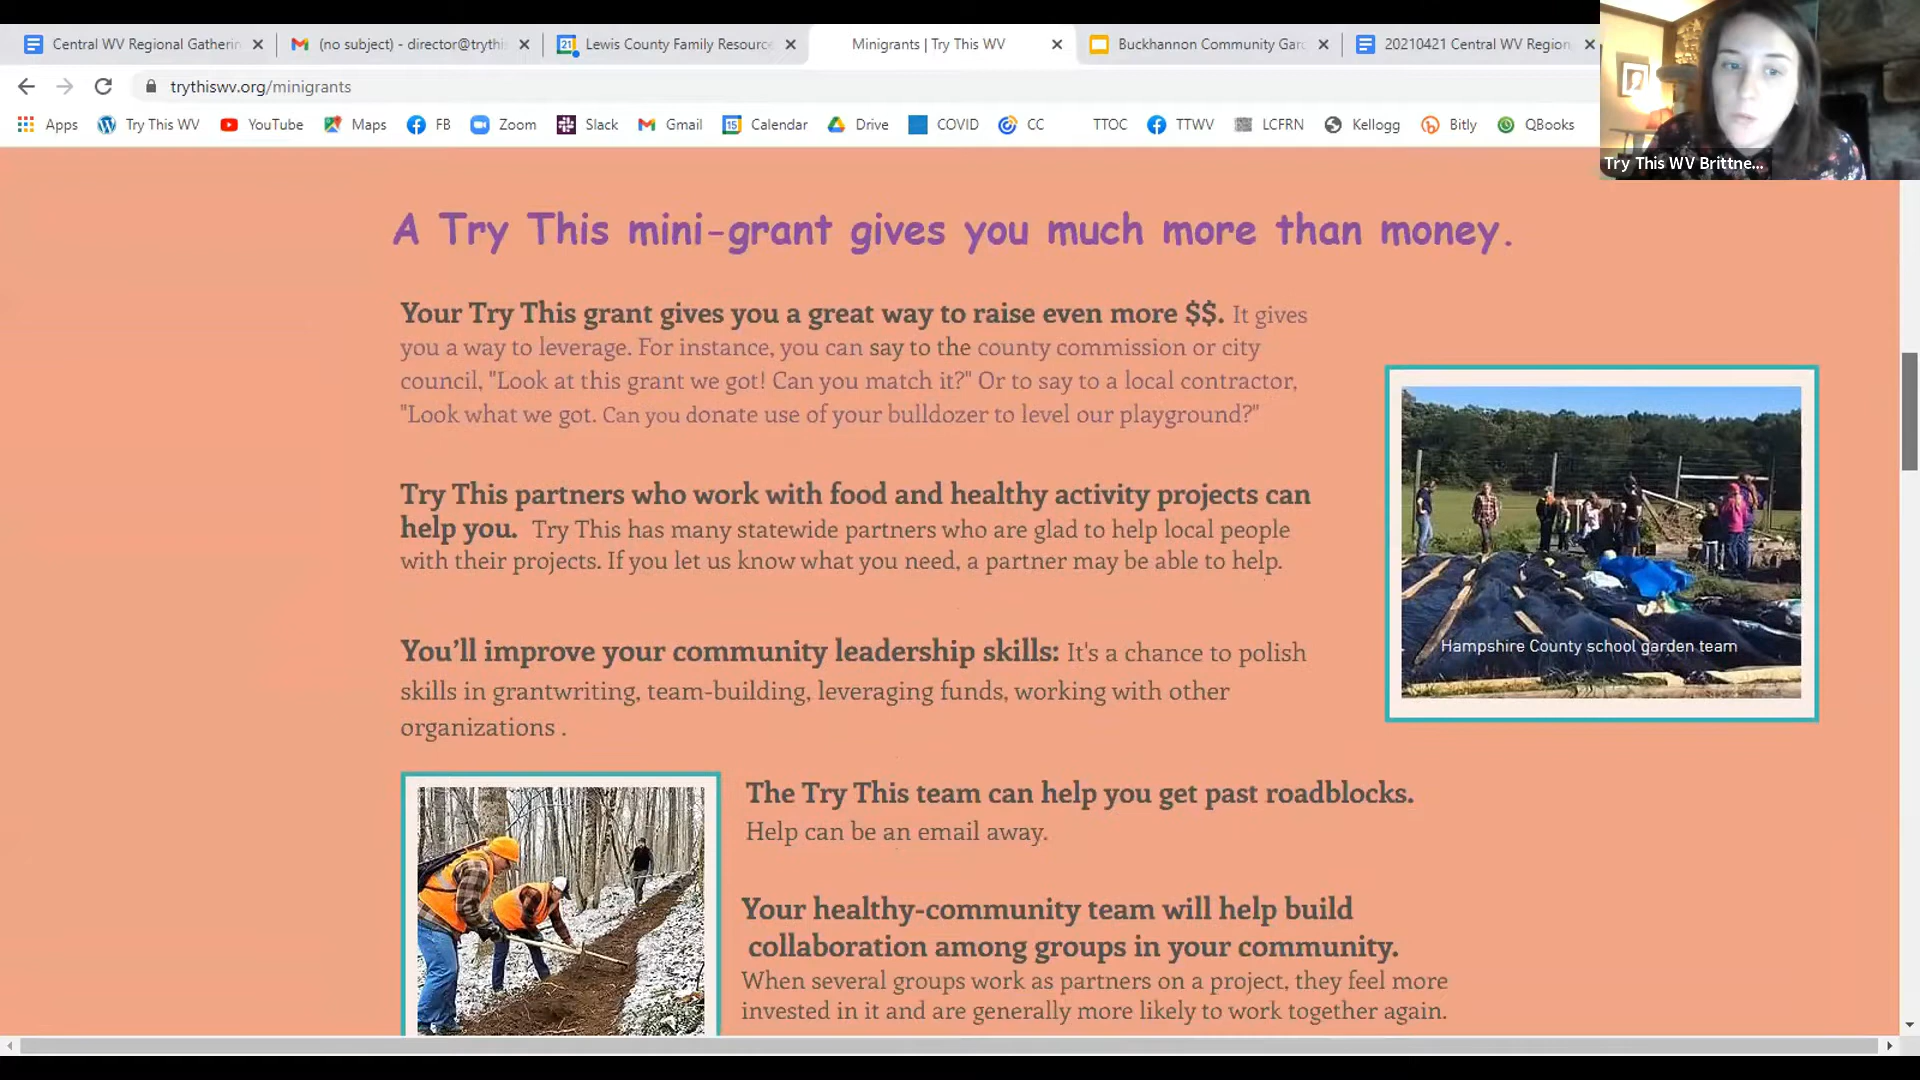 Central WV Regional Gatherin
(no subject) - director@trythi
21
Lewis County Family Resource
Minigrants | Try This WV
Buckhannon Community Gar
20210421 Central WV Region
trythiswv.org/minigrants
Apps
Try This WV
YouTube
Maps
FB
Zoom
Slack
Gmail
15
Calendar
Drive
COVID
CC
TTOC
TTWV
LCFRN
Kellogg
Bitly
QBooks
Try This WV Brittne...
A Try This mini-grant gives you much more than money.
Your Try This grant gives you a great way to raise even more $$. It gives
you a way to leverage. For instance, you can say to the county commission or city
council, "Look at this grant we got! Can you match it?" Or to say to a local contractor,
"Look what we got. Can you donate use of your bulldozer to level our playground?"
Try This partners who work with food and healthy activity projects can
help you. Try This has many statewide partners who are glad to help local people
with their projects. If you let us know what you need, a partner may be able to help.
You’ll improve your community leadership skills: It's a chance to polish
skills in grantwriting, team-building, leveraging funds, working with other
organizations .
Hampshire County school garden team
The Try This team can help you get past roadblocks.
Help can be an email away.
Your healthy-community team will help build
collaboration among groups in your community.
When several groups work as partners on a project, they feel more
invested in it and are generally more likely to work together again.